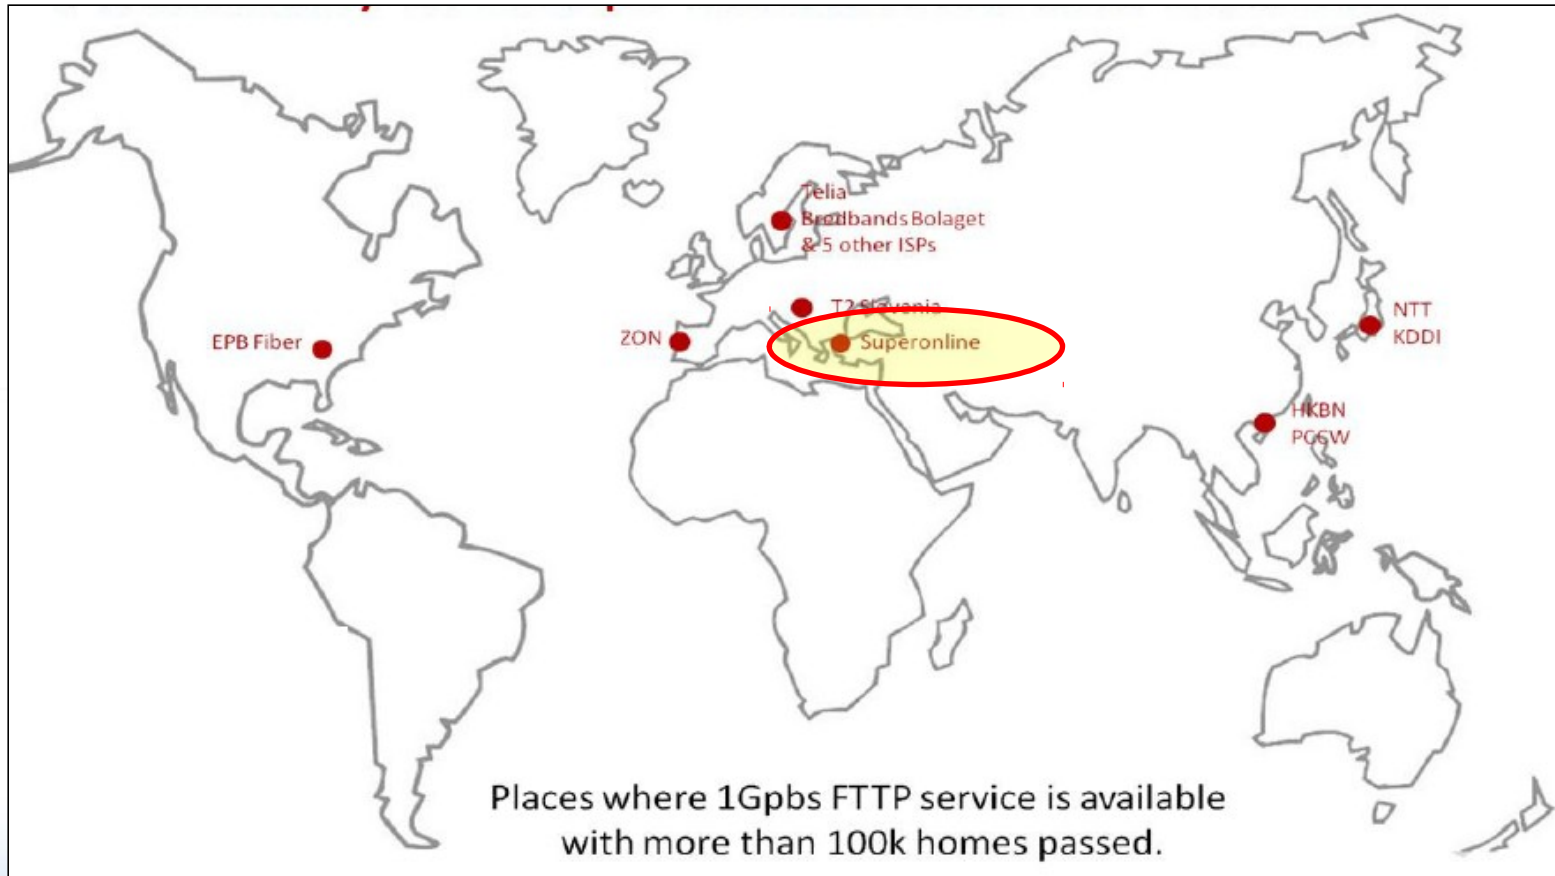 Telia
Bredbands Bolaget
& 5 other ISPs
T2 Slovenia
EPB Fiber
ZON
Superonline
NTT
KDDI
HKBN
PCCW
Places where 1Gpbs FTTP service is available
with more than 100k homes passed.